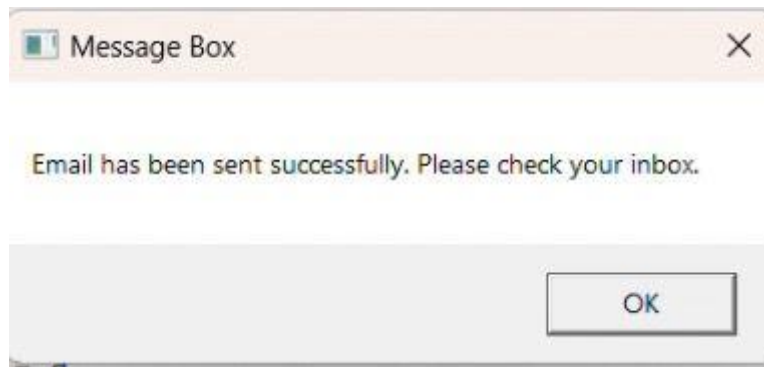 Message Box
Email has been sent successfully. Please check your inbox.
OK